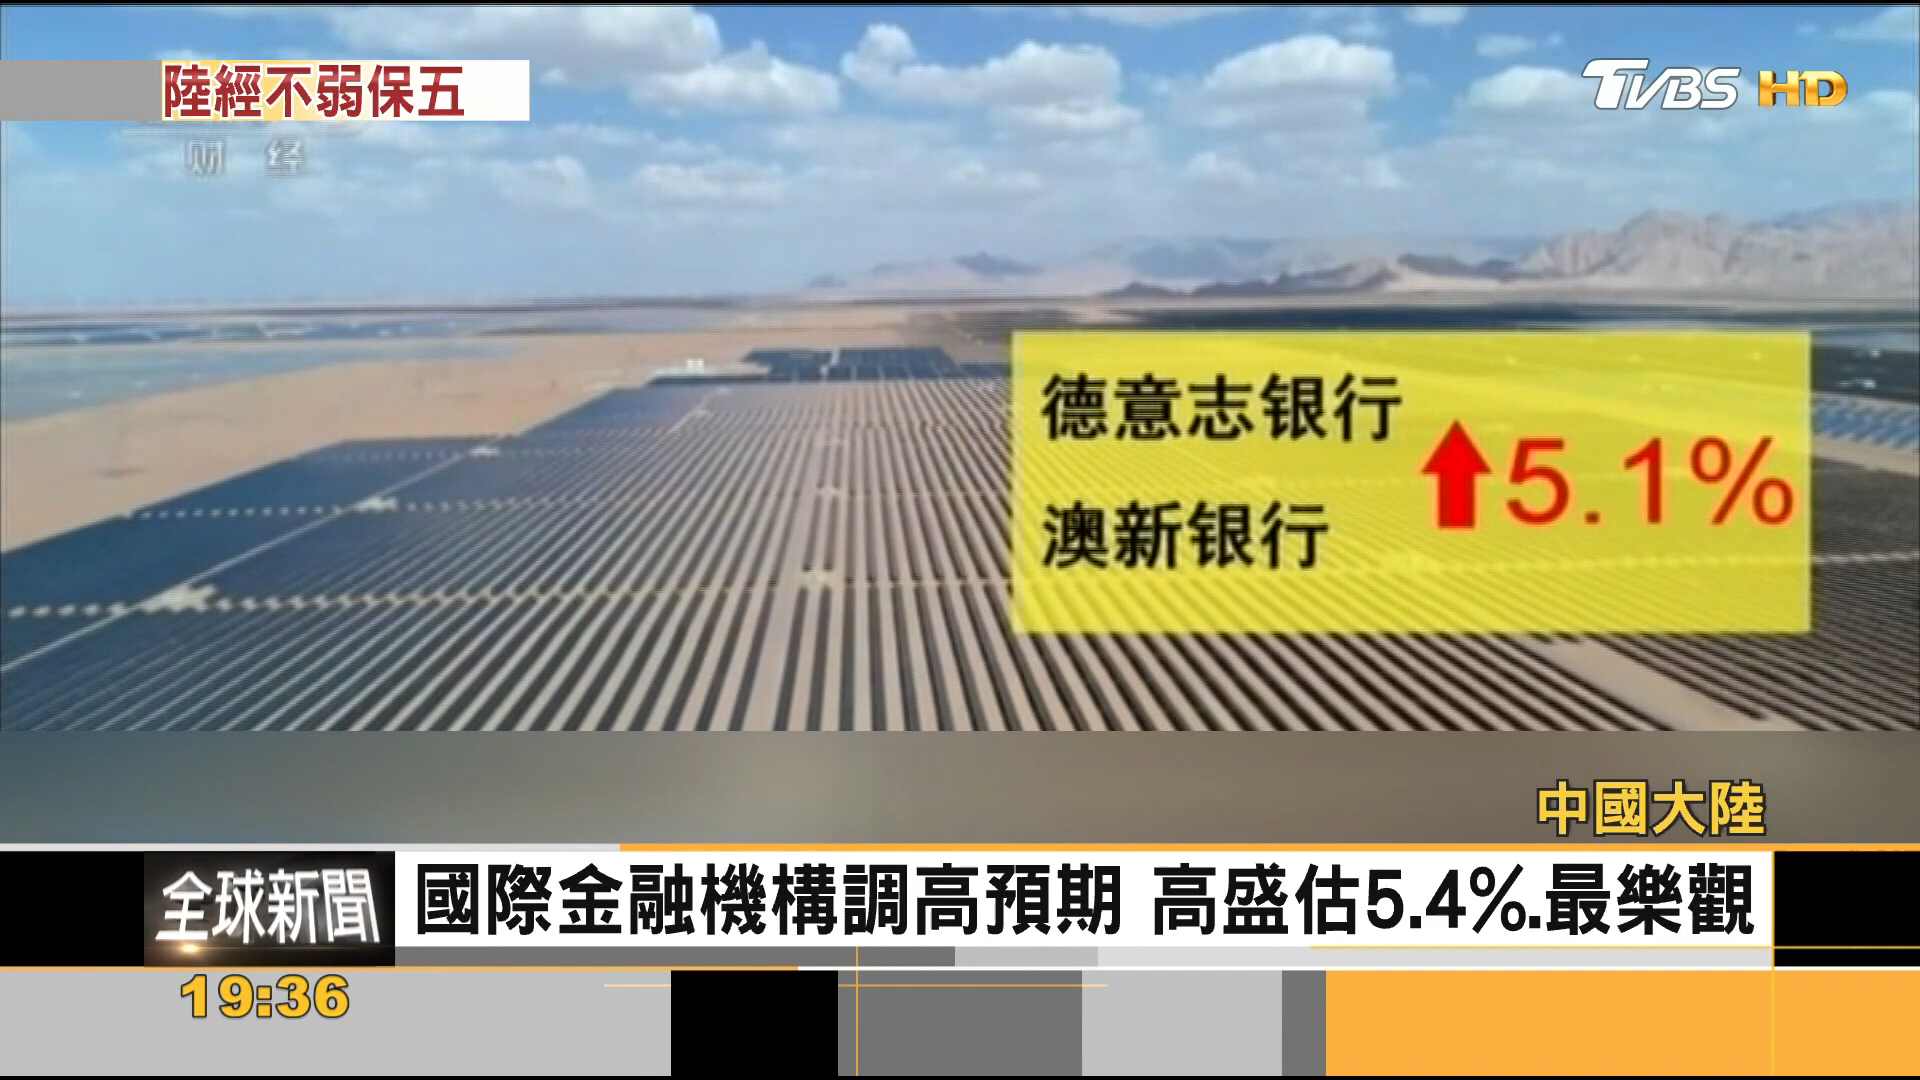 陸經不弱保五
TVBS HD
财 经
德意志银行
↑5.1%
澳新银行
中國大陸
全球新聞
國際金融機構調高預期 高盛估5.4%.最樂觀
19:36